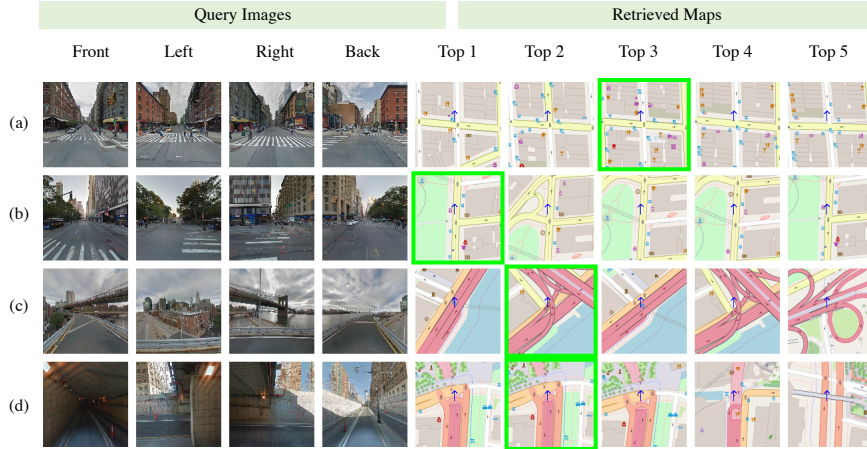 Query Images Retrieved Maps
Front Left Right Back Top 1 Top 2 Top 3 Top 4 Top 5
(a)
(b)
(c)
(d)